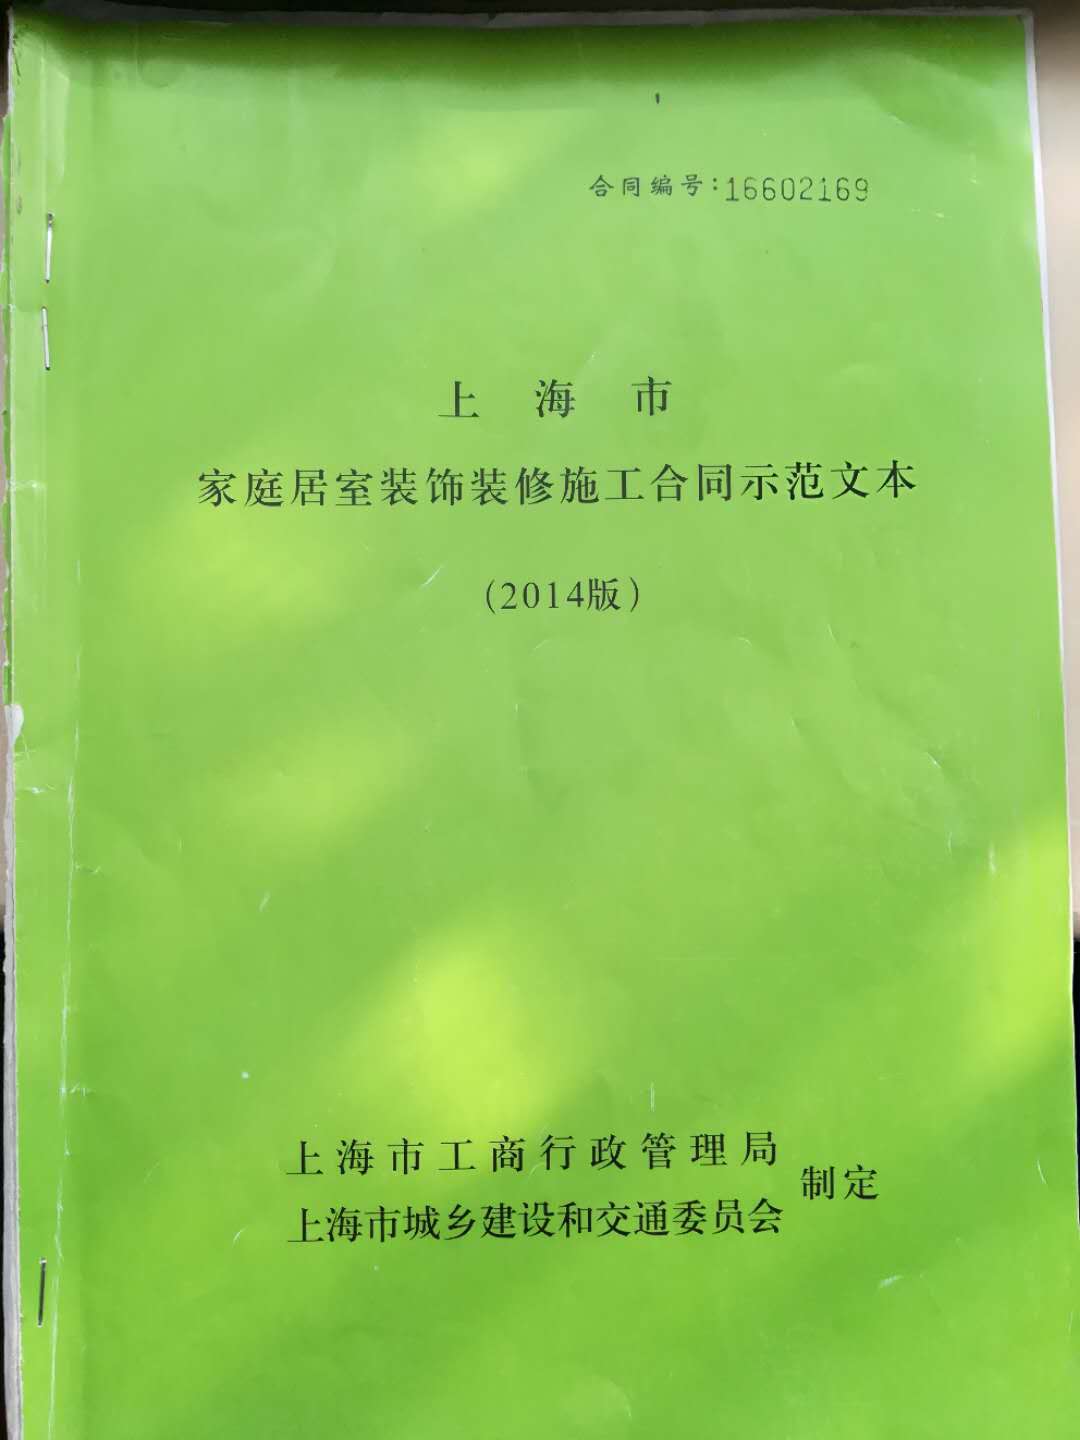 合同编号:16602169
上海市
家庭居室装饰装修施工合同示范文本
(2014版)
上海市工商行政管理局
上海市城乡建设和交通委员会
制定